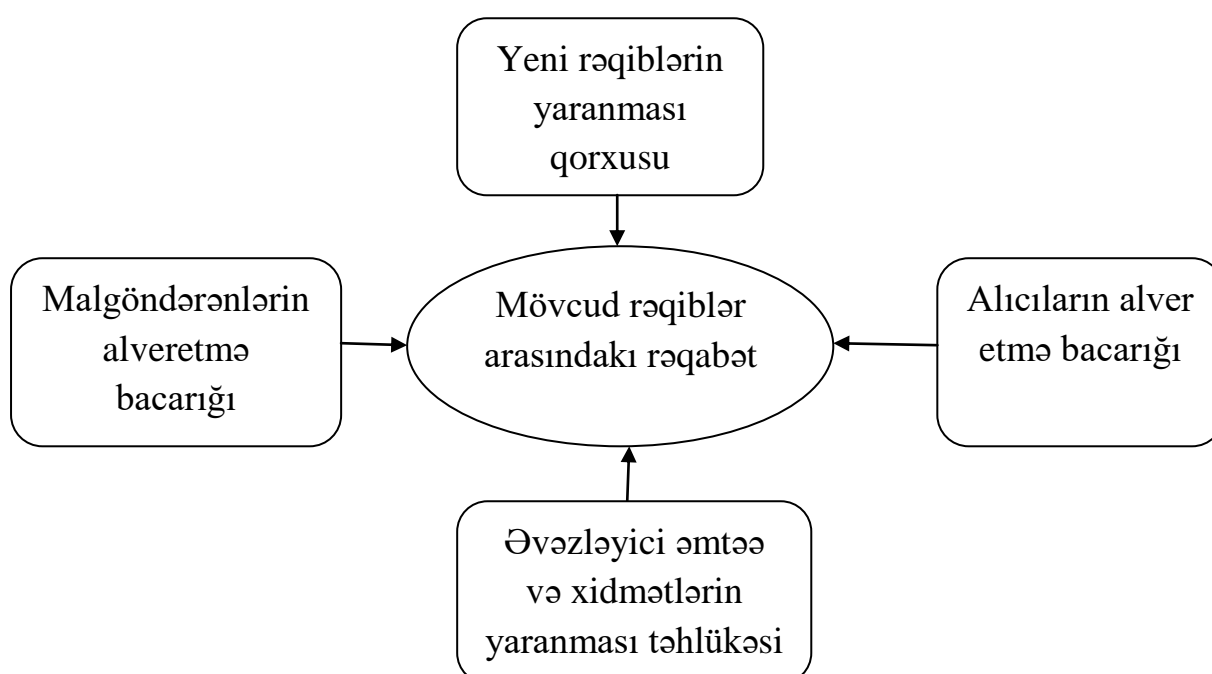 Yeni rəqiblərin
yaranması
qorxusu
Malgöndərənlərin
alveretmə
bacarığı
Mövcud rəqiblər
arasındakı rəqabət
Alıcıların alver
etmə bacarığı
Əvəzləyici əmtəə
və xidmətlərin
yaranması təhlükəsi